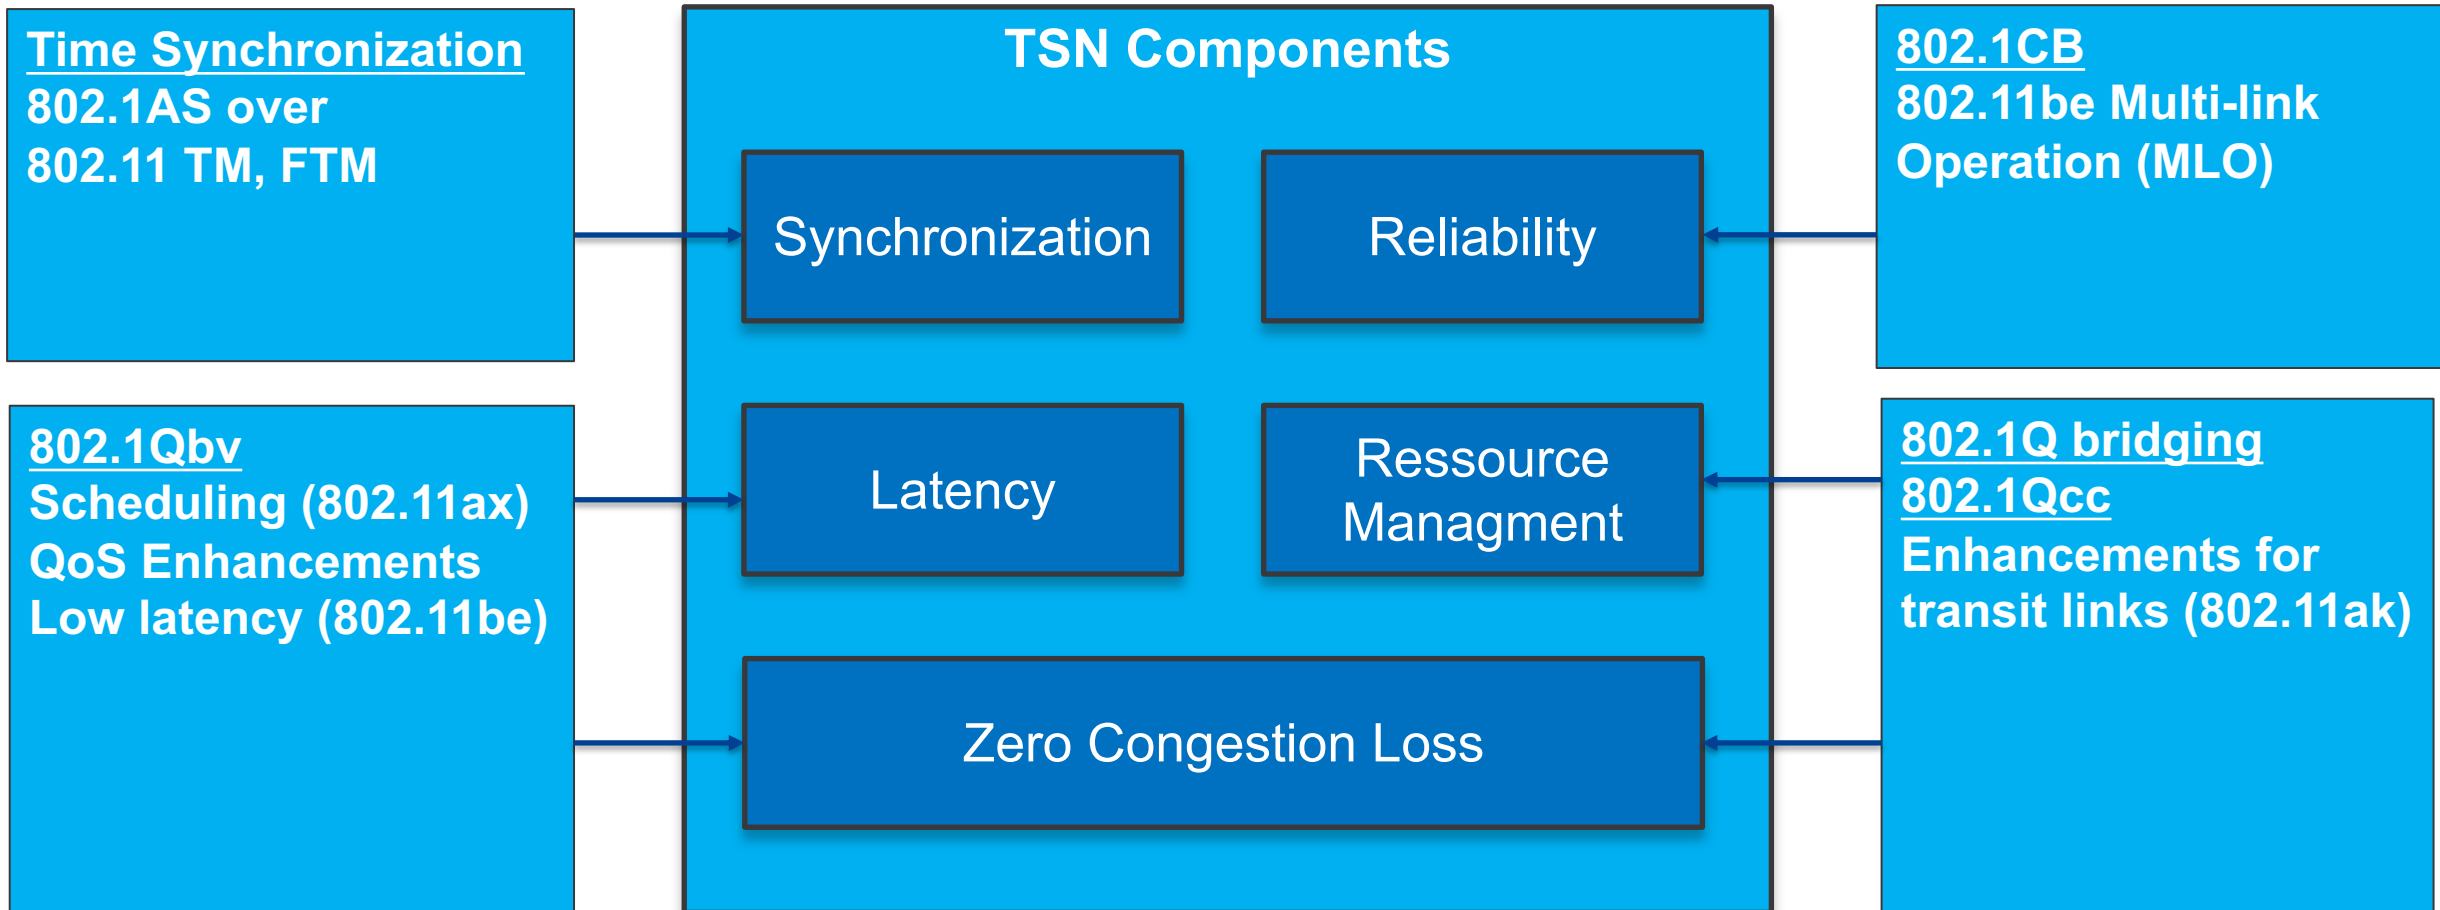 Time Synchronization
802.1AS over
802.11 TM, FTM
TSN Components
802.1CB
802.11be Multi-link
Operation (MLO)
Synchronization
Reliability
802.1Qbv
Scheduling (802.11ax)
QoS Enhancements
Low latency (802.11be)
Latency
Ressource
Managment
802.1Q bridging
802.1Qcc
Enhancements for
transit links (802.11ak)
Zero Congestion Loss